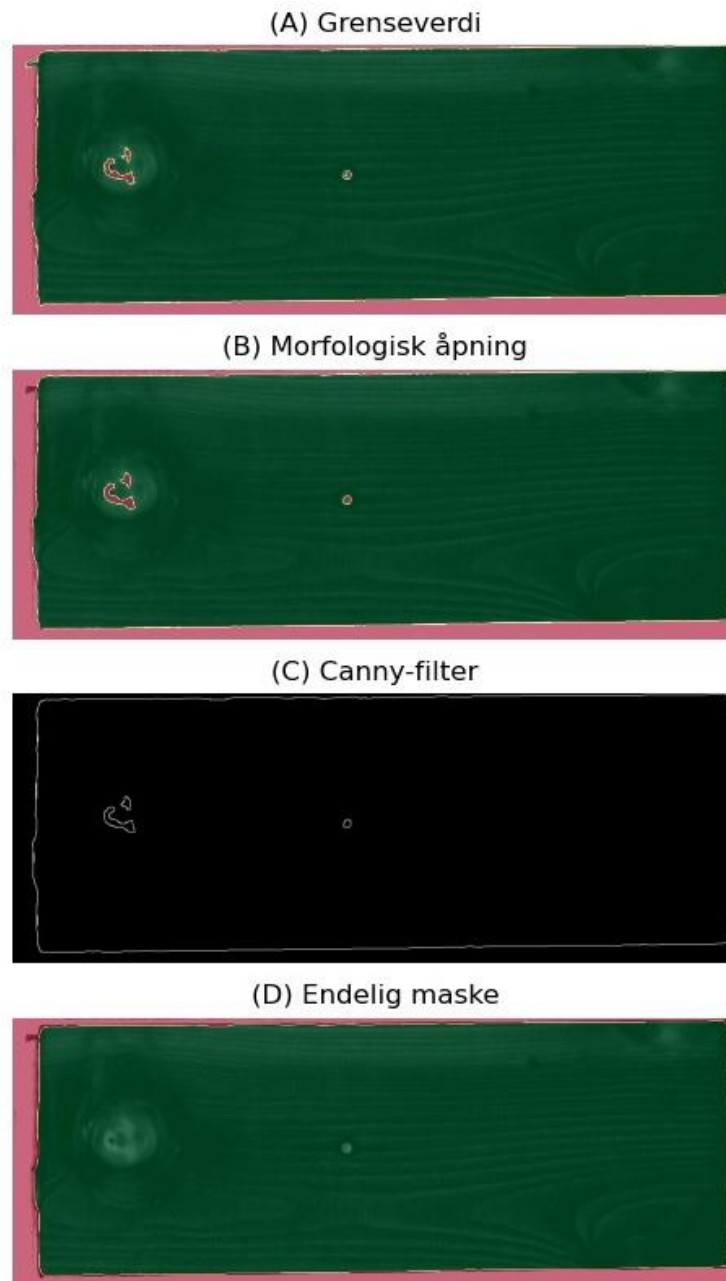 (A) Grenseverdi
(B) Morfologisk åpning
(C) Canny-filter
(D) Endelig maske